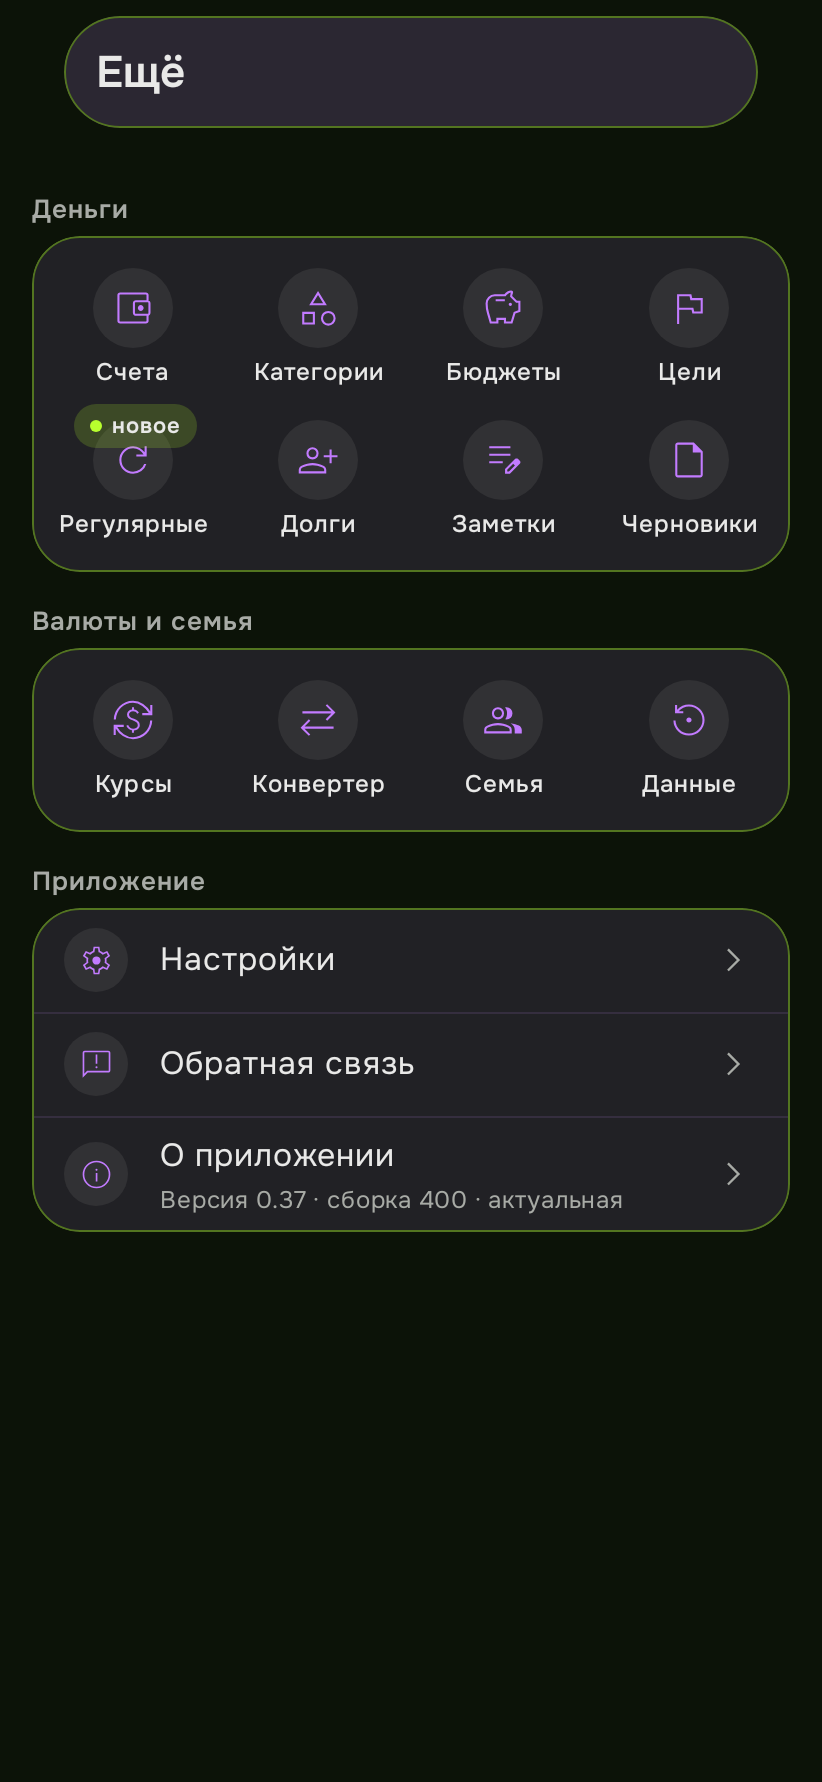 Ещё
Деньги
Счета
Категории
Бюджеты
Цели
новое
Регулярные
Долги
Заметки
Черновики
Валюты и семья
Курсы
Конвертер
Семья
Данные
Приложение
Настройки
Обратная связь
О приложении
Версия 0.37 · сборка 400 · актуальная